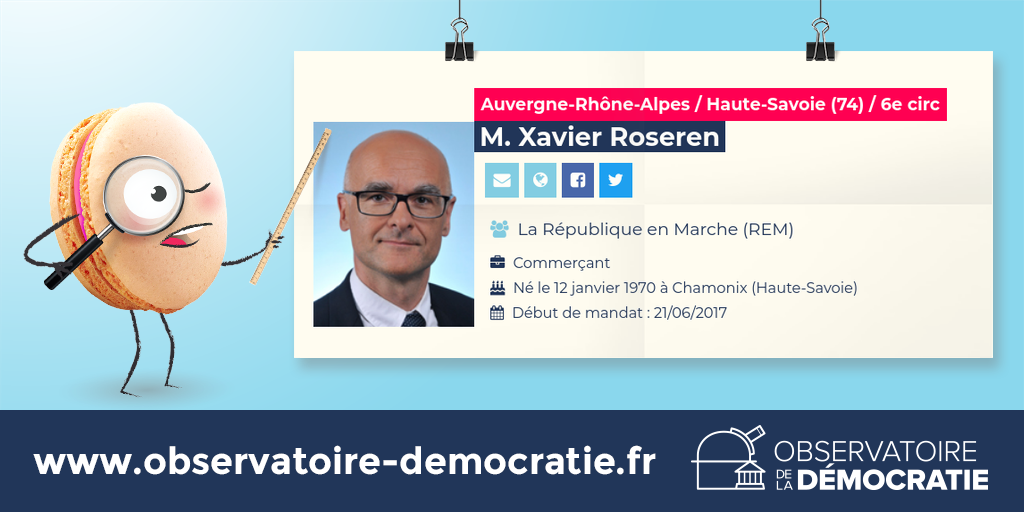 Auvergne-Rhône-Alpes / Haute-Savoie (74) / 6e circ
M. Xavier Roseren
La République en Marche (REM)
Commerçant
Né le 12 janvier 1970 à Chamonix (Haute-Savoie)
Début de mandat : 21/06/2017
www.observatoire-democratie.fr
OBSERVATOIRE
DE LA DÉMOCRATIE